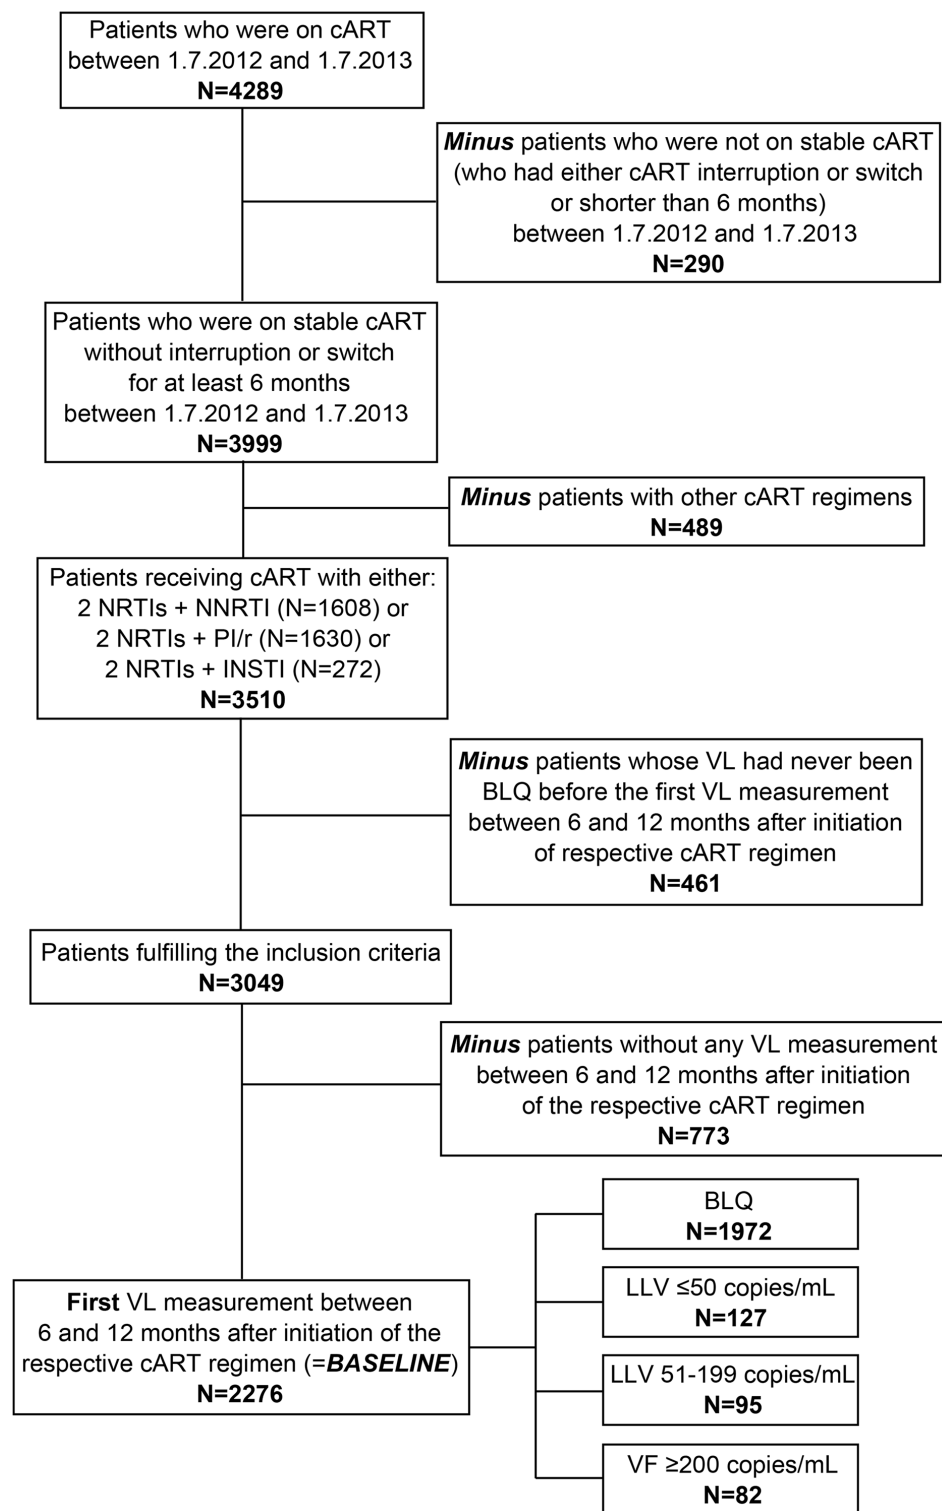 Patients who were on cART
between 1.7.2012 and 1.7.2013
N=4289
Minus patients who were not on stable cART
(who had either cART interruption or switch
or shorter than 6 months)
between 1.7.2012 and 1.7.2013
N=290
Patients who were on stable cART
without interruption or switch
for at least 6 months
between 1.7.2012 and 1.7.2013
N=3999
Minus patients with other cART regimens
N=489
Patients receiving cART with either:
2 NRTIs + NNRTI (N=1608) or
2 NRTIs + PI/r (N=1630) or
2 NRTIs + INSTI (N=272)
N=3510
Minus patients whose VL had never been
BLQ before the first VL measurement
between 6 and 12 months after initiation
of respective cART regimen
N=461
Patients fulfilling the inclusion criteria
N=3049
Minus patients without any VL measurement
between 6 and 12 months after initiation
of the respective cART regimen
N=773
First VL measurement between
6 and 12 months after initiation of the
respective cART regimen (=BASELINE)
N=2276
BLQ
N=1972
LLV ≤50 copies/mL
N=127
LLV 51-199 copies/mL
N=95
VF ≥200 copies/mL
N=82